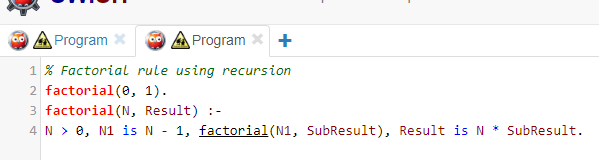 Program
Program
1 % Factorial rule using recursion
2 factorial(0, 1).
3 factorial(N, Result) :-
4 N > 0, N1 is N - 1, factorial(N1, SubResult), Result is N * SubResult.